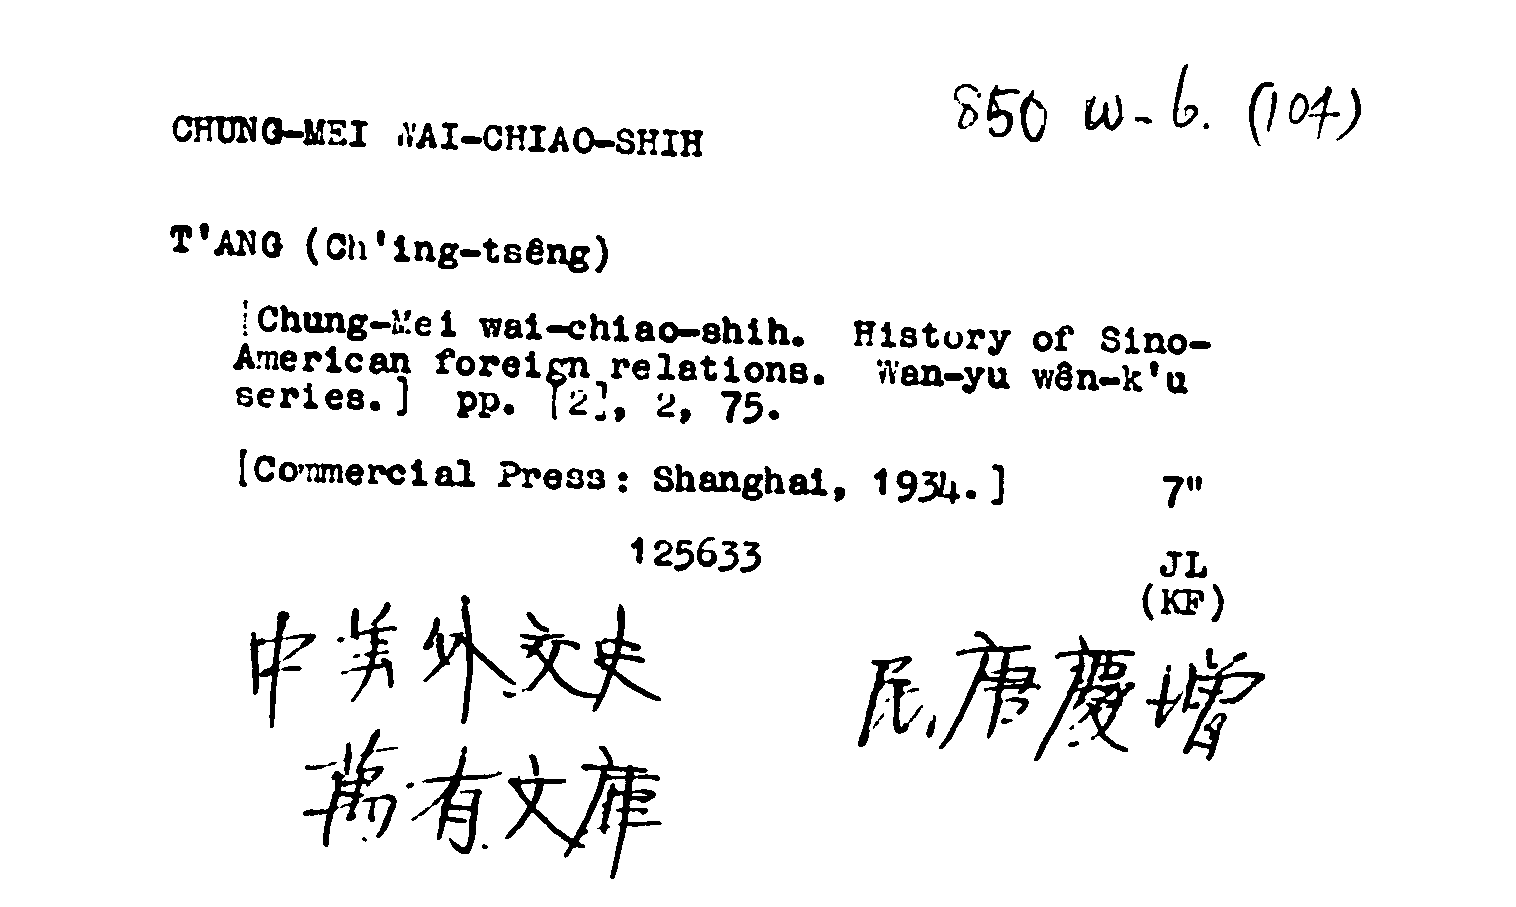 850 W-6. (104)
CHUNG-MEI WAI-CHIAO-SHIH
T'ANG (Ch'ing-tsêng)
[Chung-Mei wai-chiao-shih. History of Sino-
American foreign relations. Wan-yu wên-k'u
series.] pp. [2], 2, 75.
[Commercial Press: Shanghai, 1934.] 7"
125633
JL
(KF)
中美外交史
民,唐慶增
萬有文庫